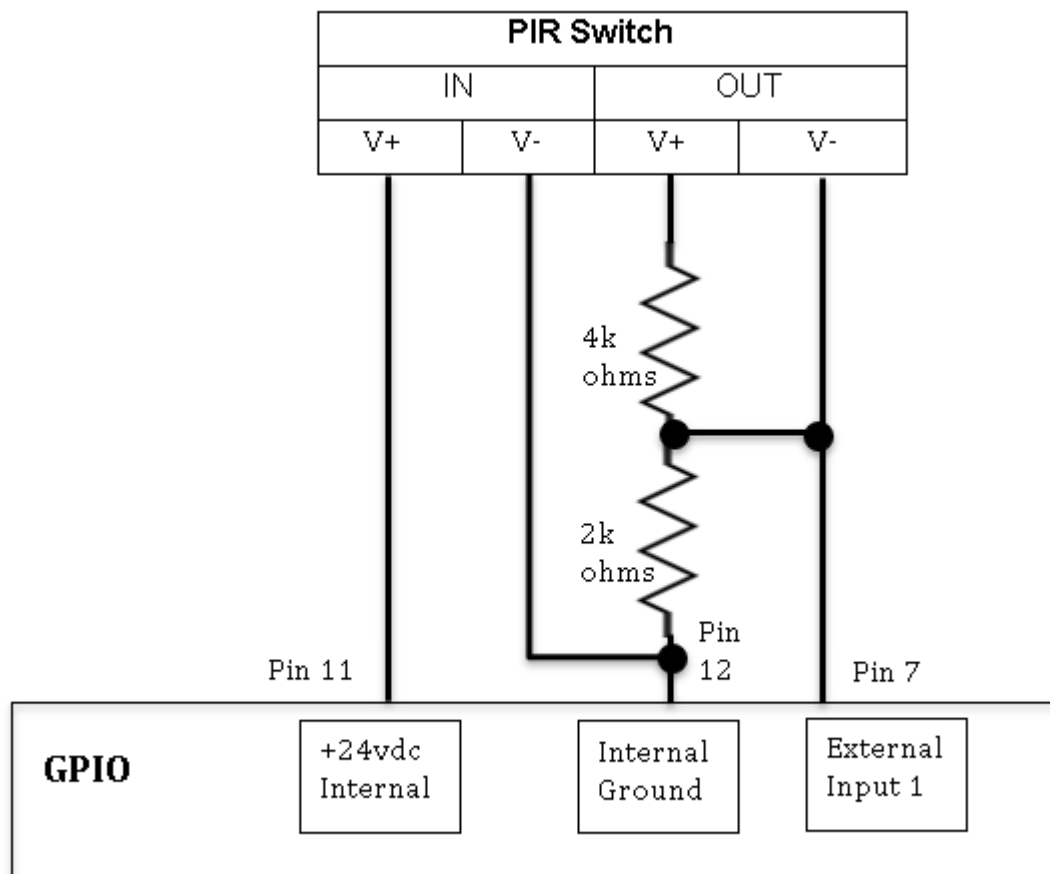 PIR Switch
IN OUT
V+ V- V+ V-
4k
ohms
2k
ohms
Pin
12
Pin 11
Pin 7
GPIO
+24vdc
Internal
Internal
Ground
External
Input 1